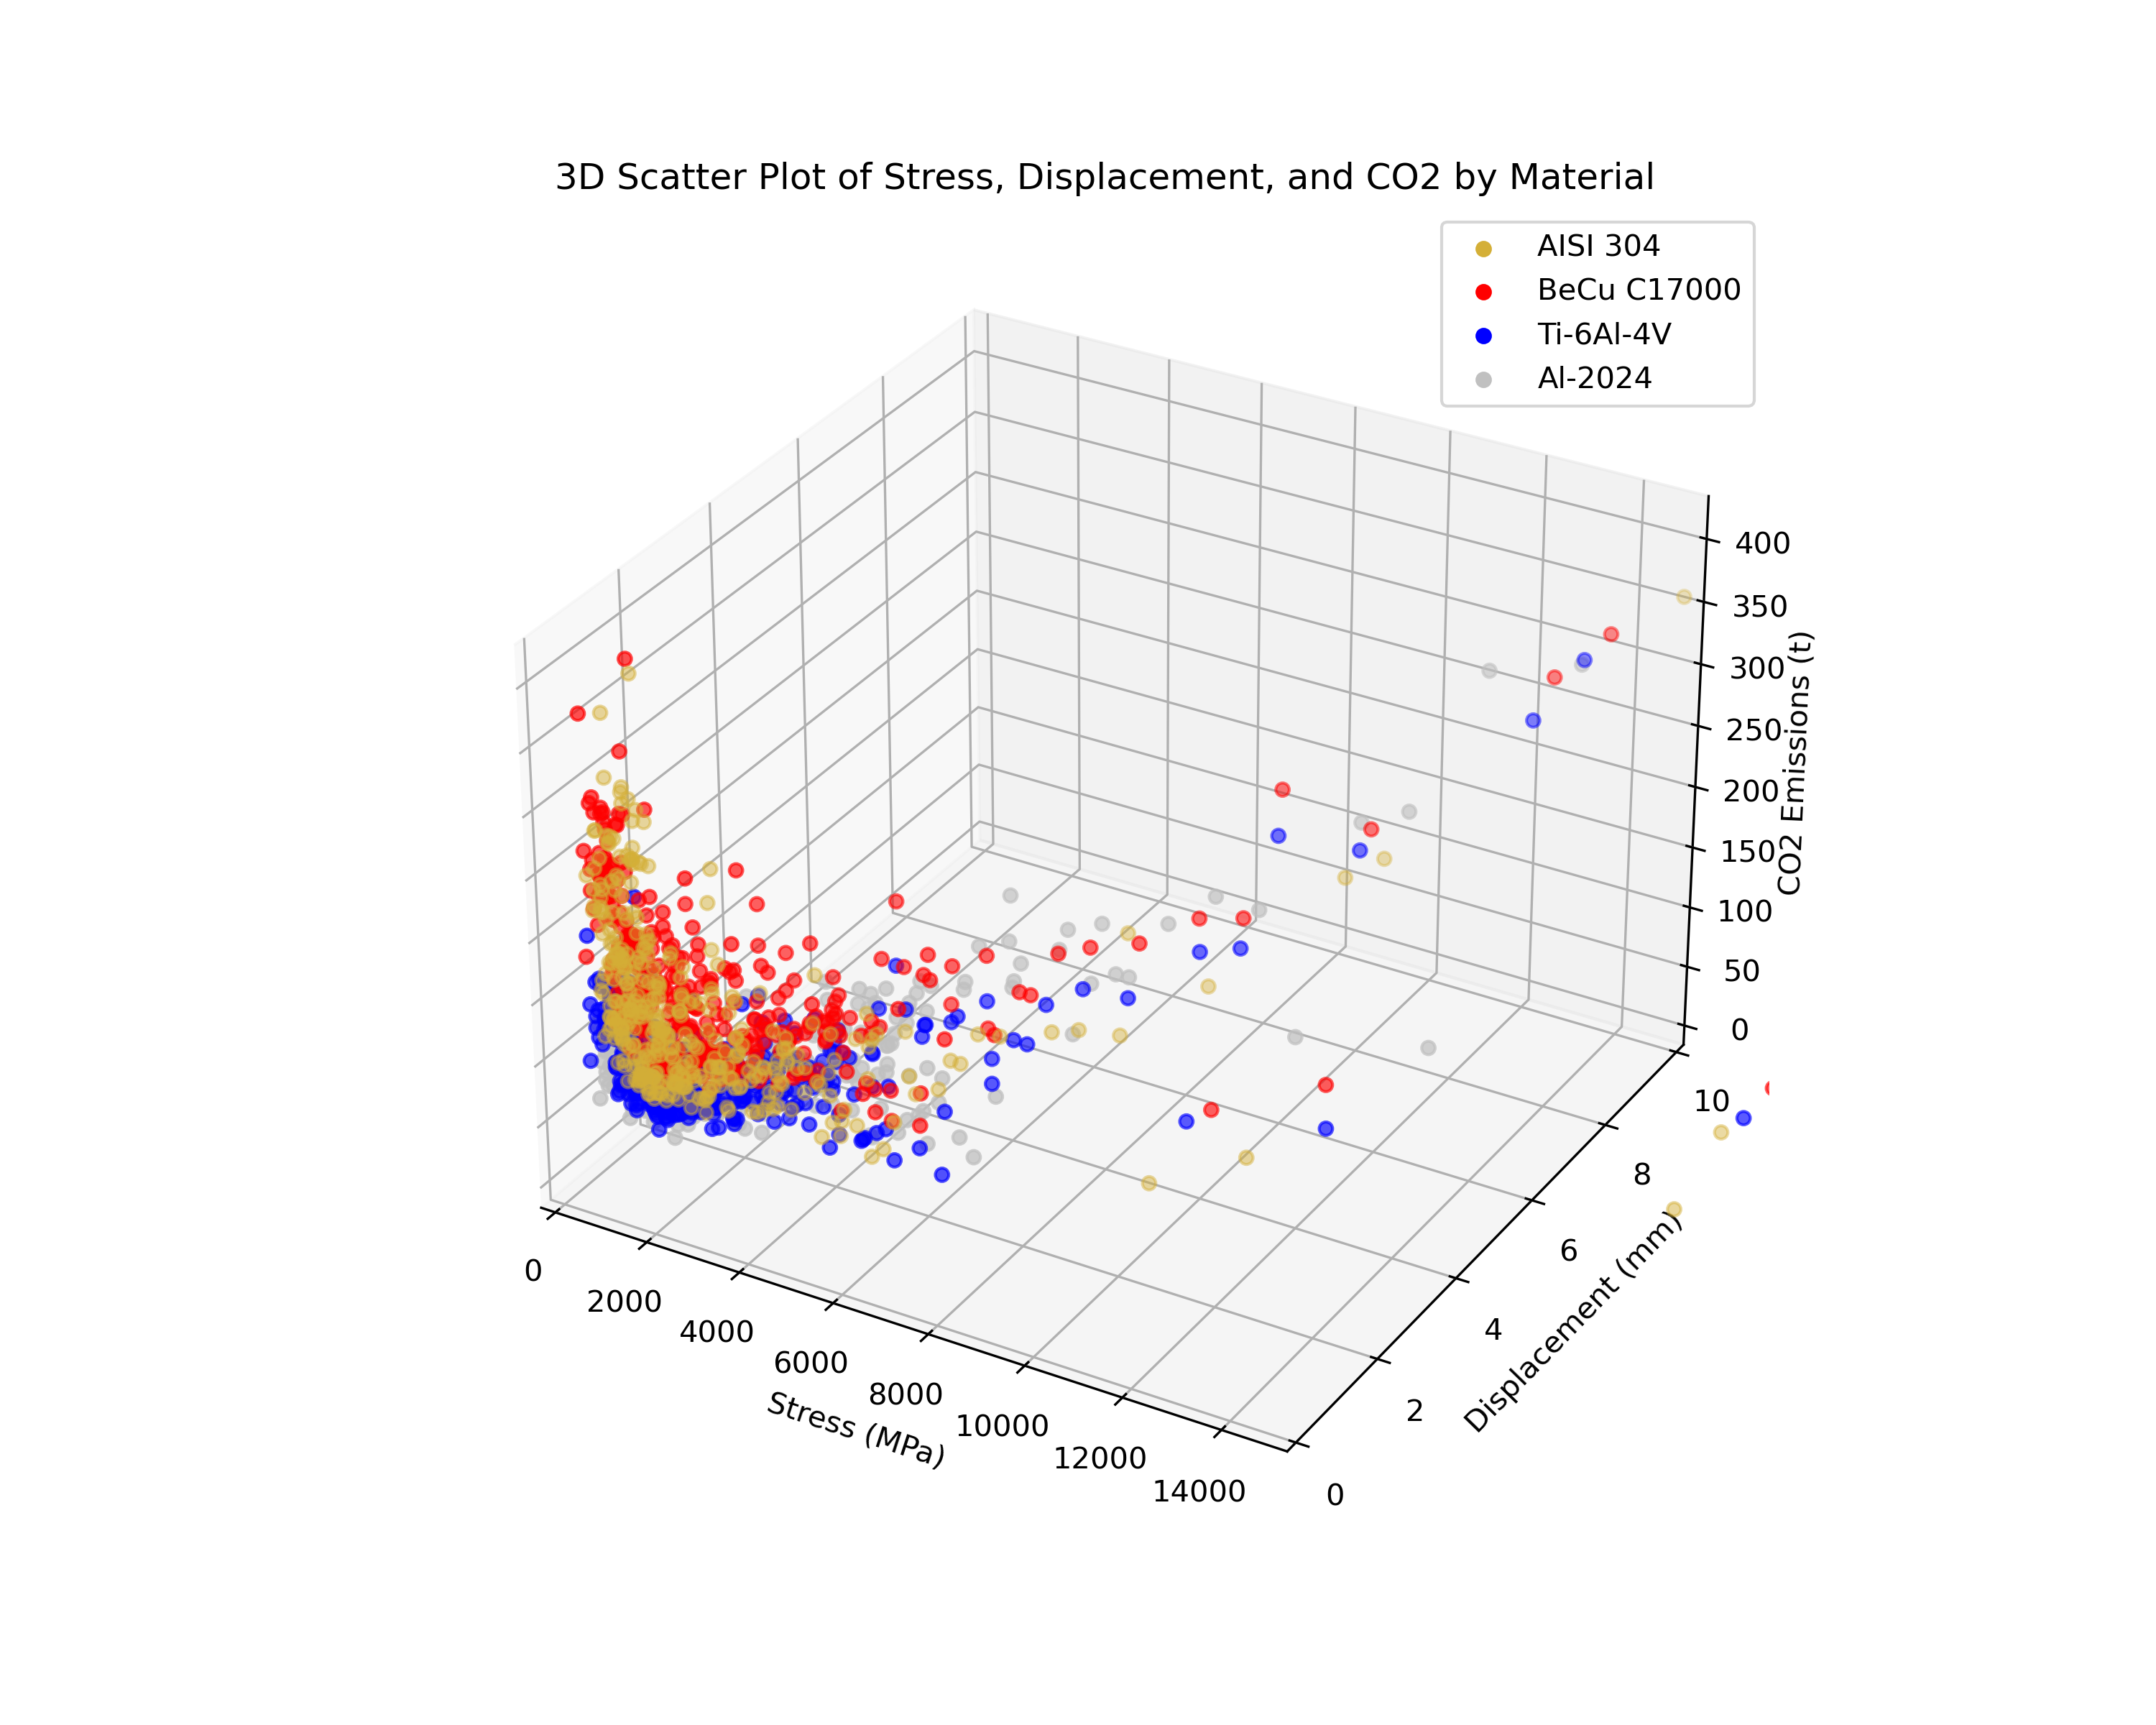 3D Scatter Plot of Stress, Displacement, and CO2 by Material
AISI 304
BeCu C17000
Ti-6Al-4V
Al-2024
400
350
300
250
200
150
100
50
0
CO2 Emissions (t)
10
8
6
4
2
0
Displacement (mm)
0
2000
4000
6000
8000
10000
12000
14000
Stress (MPa)